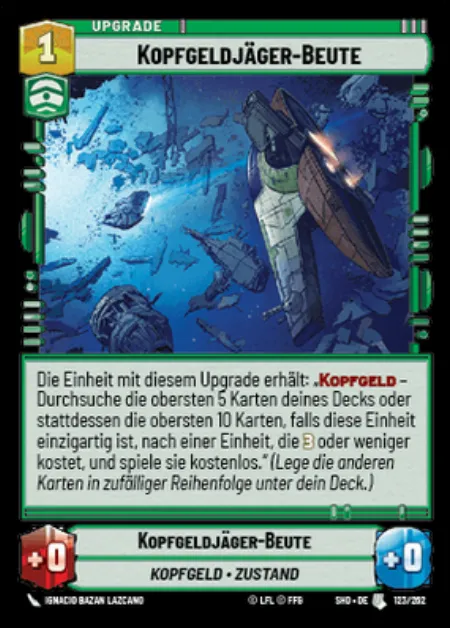 UPGRADE
1
Kopfgeldjäger-Beute
Die Einheit mit diesem Upgrade erhält: „Kopfgeld –
Durchsuche die obersten 5 Karten deines Decks oder
stattdessen die obersten 10 Karten, falls diese Einheit
einzigartig ist, nach einer Einheit, die 3 oder weniger
kostet, und spiele sie kostenlos.“ (Lege die anderen
Karten in zufälliger Reihenfolge unter dein Deck.)
+0
Kopfgeldjäger-Beute
+0
KOPFGELD • ZUSTAND
IGNACIO BAZAN LAZCANO
© LFL © FFG
SHD • DE
123/262